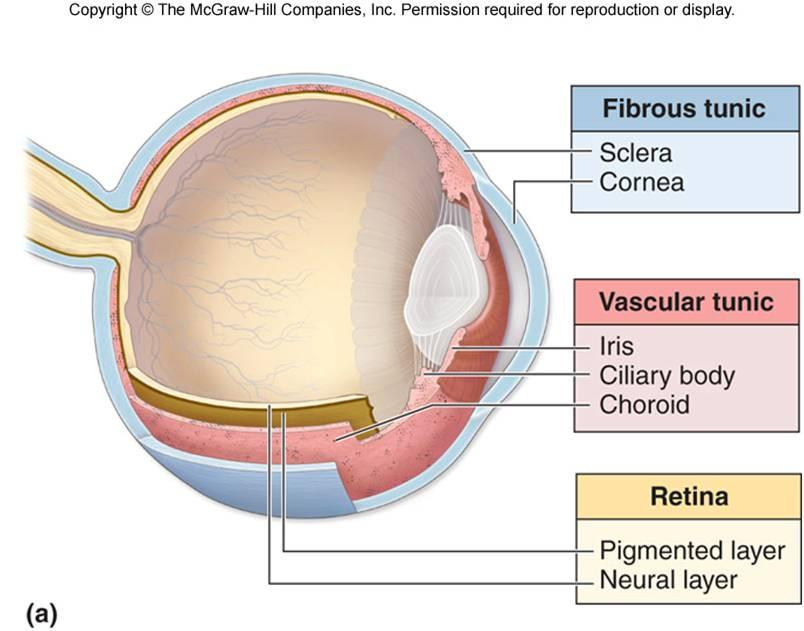 Copyright © The McGraw-Hill Companies, Inc. Permission required for reproduction or display.
Fibrous tunic
Sclera
Cornea
Vascular tunic
Iris
Ciliary body
Choroid
Retina
Pigmented layer
Neural layer
(a)